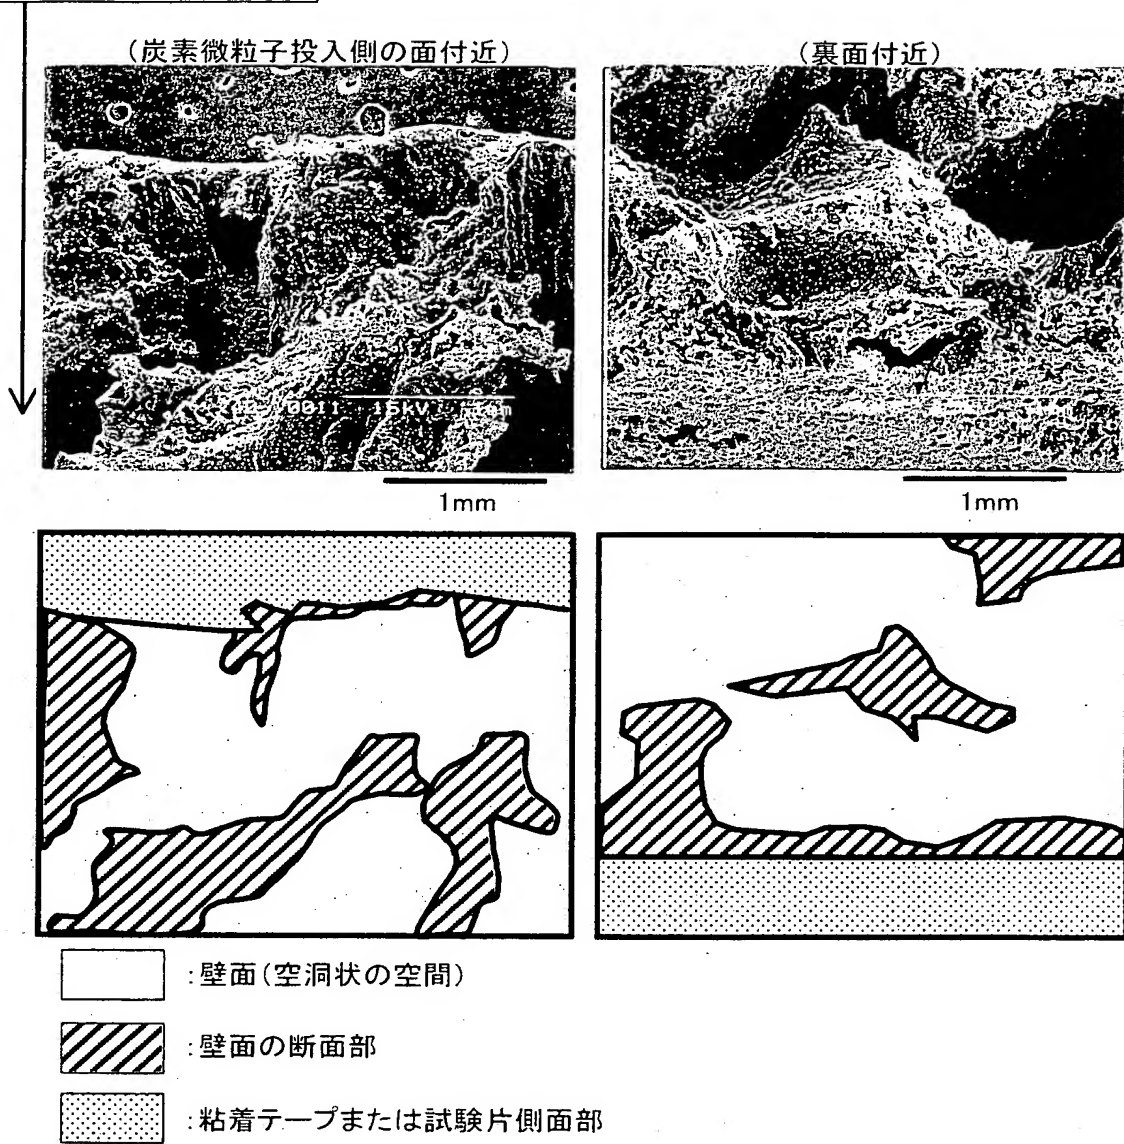 (炭素微粒子投入側の面付近)
(裏面付近)
15kV
1mm
1mm
:壁面(空洞状の空間)
:壁面の断面部
:粘着テープまたは試験片側面部